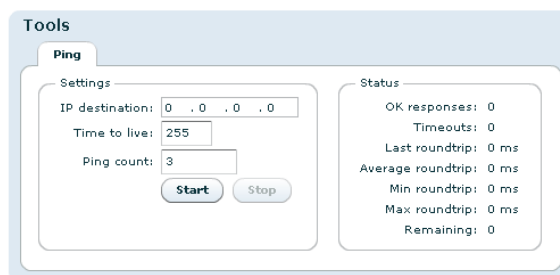 Tools
Ping
Settings
IP destination: 0 .0 .0 .0
Time to live: 255
Ping count: 3
Start Stop
Status
OK responses: 0
Timeouts: 0
Last roundtrip: 0 ms
Average roundtrip: 0 ms
Min roundtrip: 0 ms
Max roundtrip: 0 ms
Remaining: 0